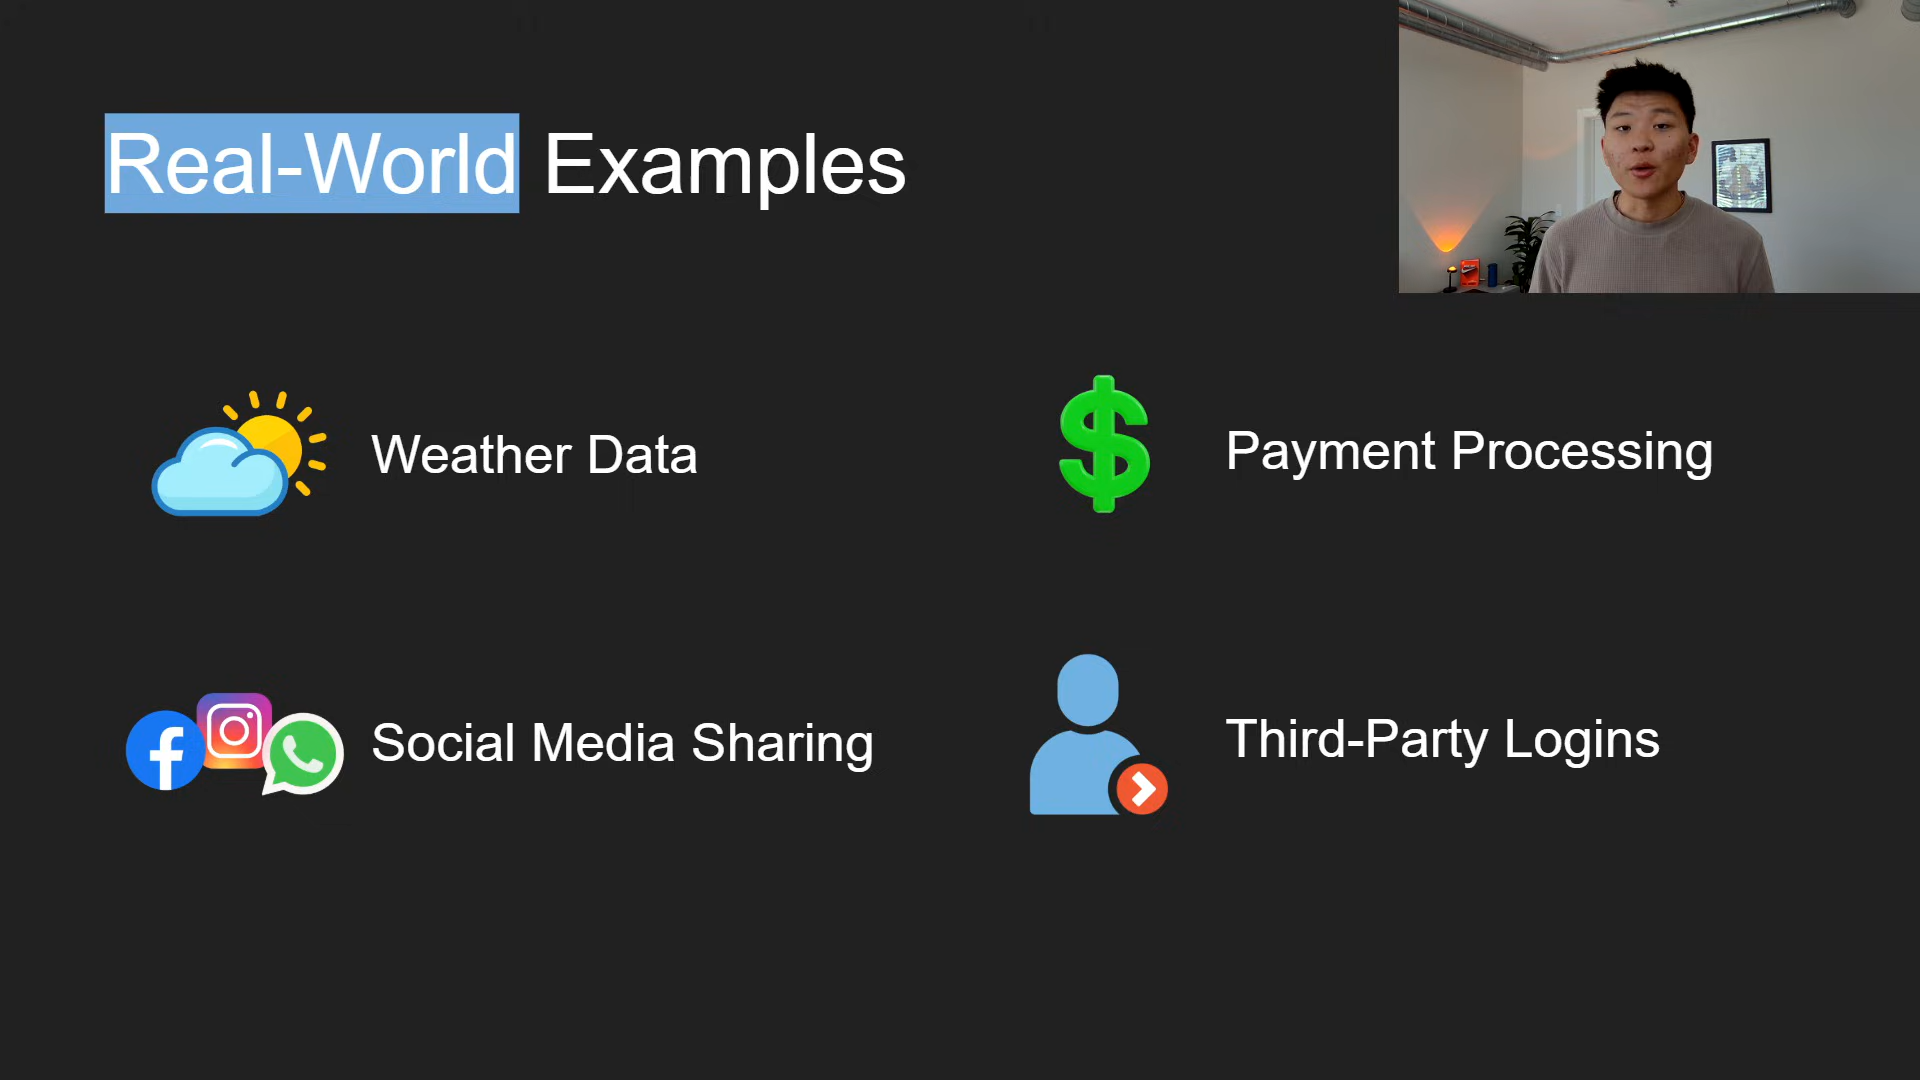 Real-World Examples
Weather Data
Payment Processing
Social Media Sharing
Third-Party Logins